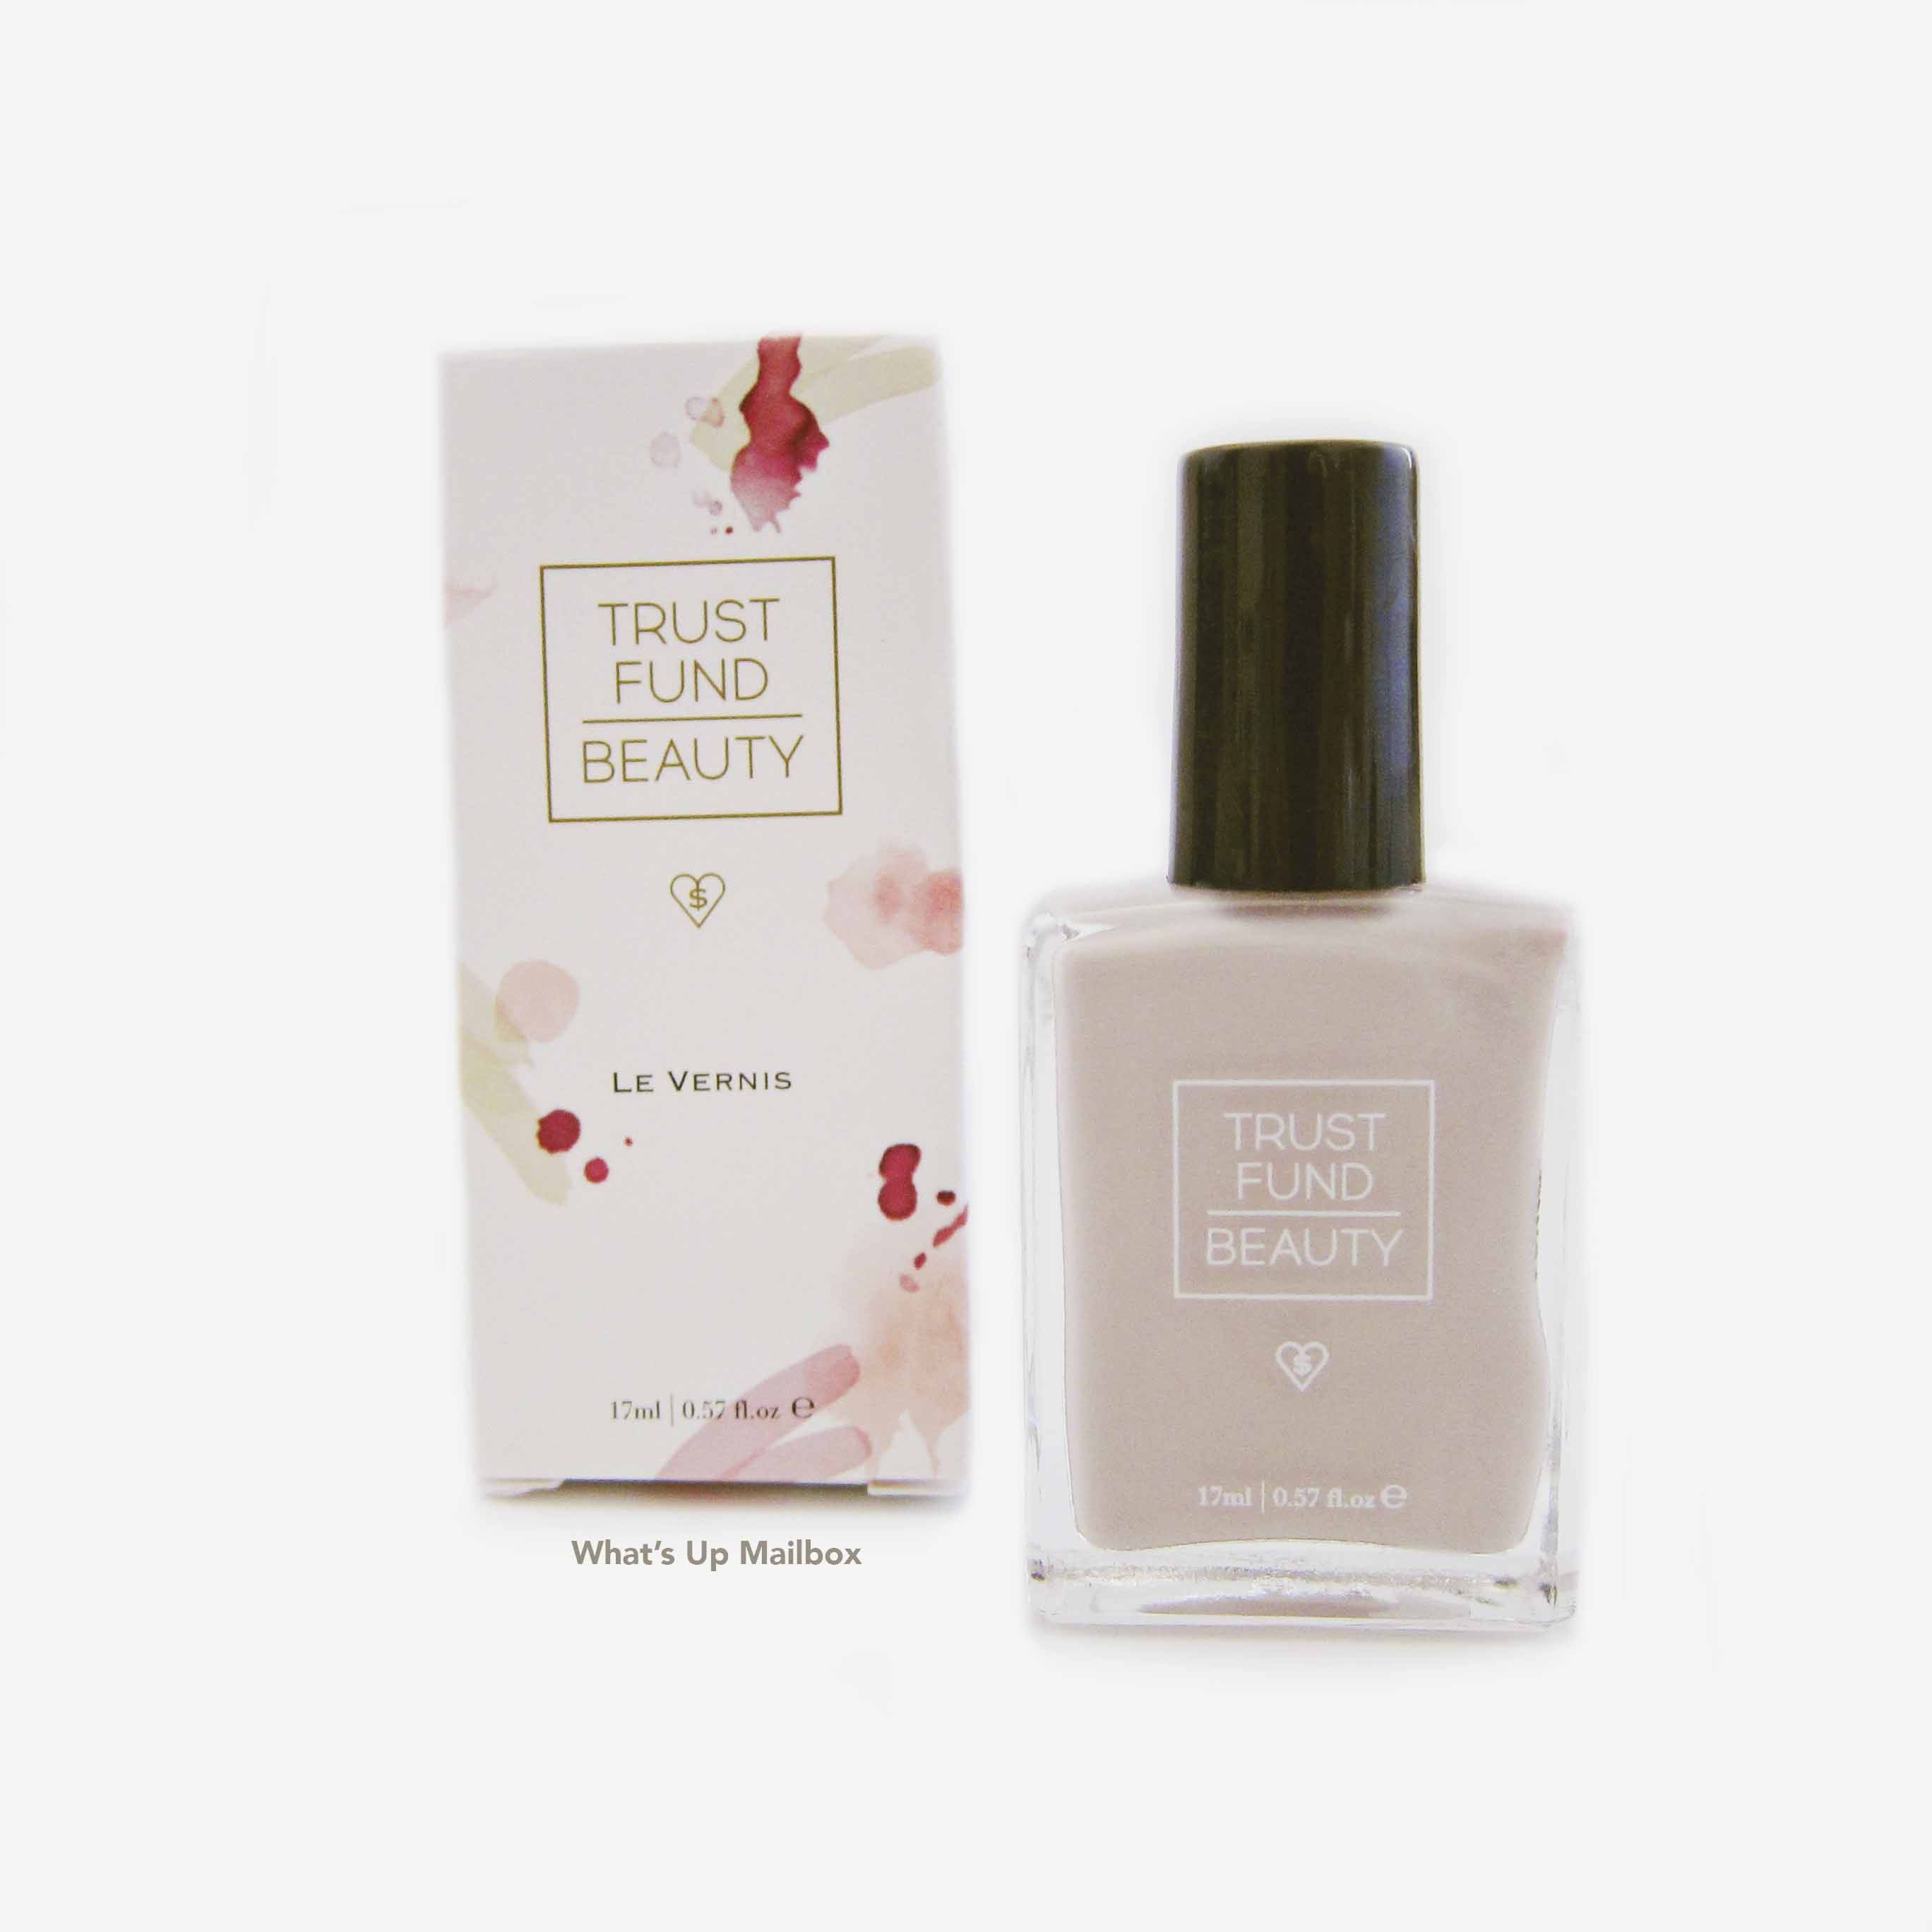 TRUST
FUND
BEAUTY
$
LE VERNIS
17ml | 0.57 fl.oz ℮
What's Up Mailbox
TRUST
FUND
BEAUTY
$
17ml | 0.57 fl.oz ℮